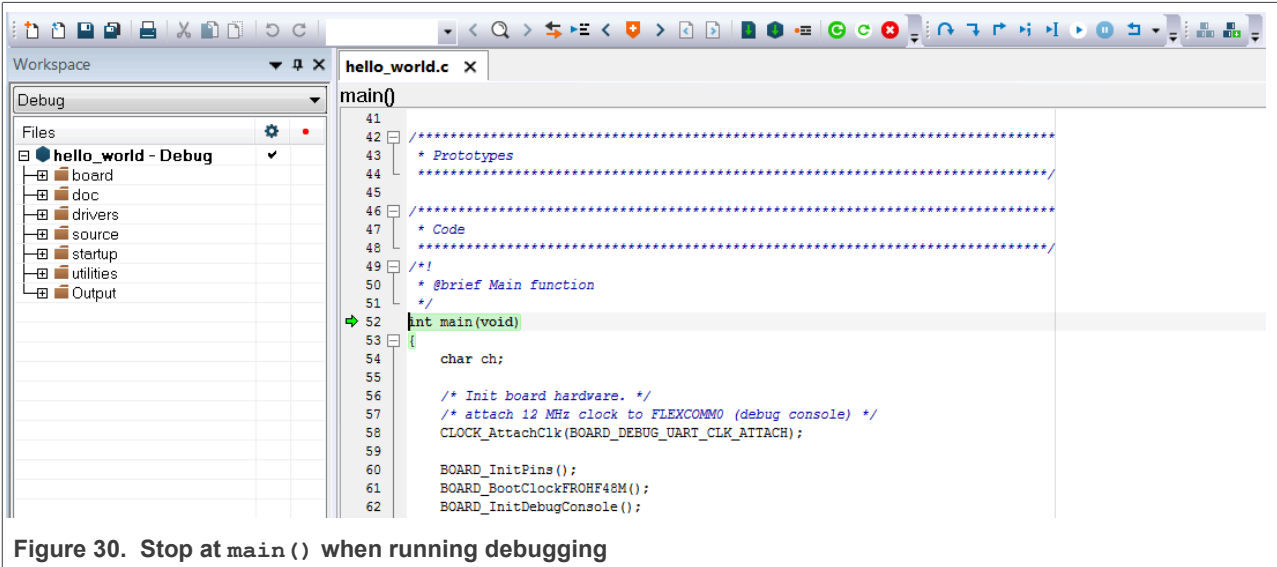 Workspace
hello_world.c
Debug
main()
Files
hello_world - Debug
board
doc
drivers
source
startup
utilities
Output
41
42 /*******************************************************************************
43  * Prototypes
44  ******************************************************************************/
45
46 /*******************************************************************************
47  * Code
48  ******************************************************************************/
49 /*!
50  * @brief Main function
51  */
52 int main(void)
53 {
54     char ch;
55
56     /* Init board hardware. */
57     /* attach 12 MHz clock to FLEXCOMM0 (debug console) */
58     CLOCK_AttachClk(BOARD_DEBUG_UART_CLK_ATTACH);
59
60     BOARD_InitPins();
61     BOARD_BootClockFROHF48M();
62     BOARD_InitDebugConsole();
Figure 30. Stop at main() when running debugging